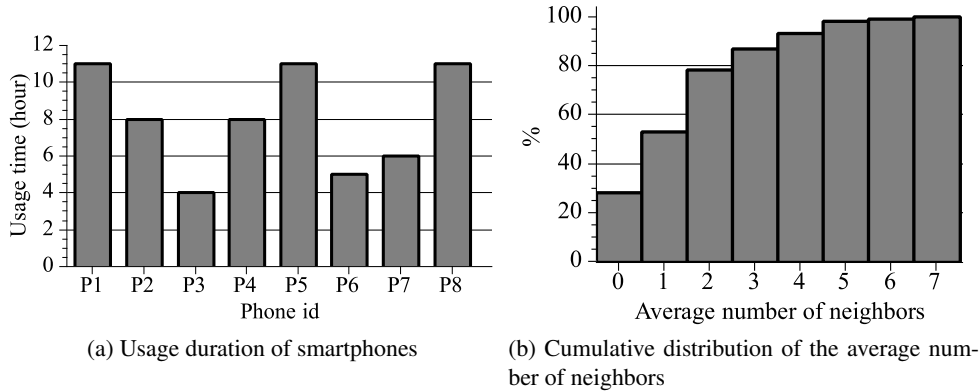 12
10
8
6
4
2
0
Usage time (hour)
P1 P2 P3 P4 P5 P6 P7 P8
Phone id
(a) Usage duration of smartphones
100
80
60
40
20
0
%
0 1 2 3 4 5 6 7
Average number of neighbors
(b) Cumulative distribution of the average num-
ber of neighbors